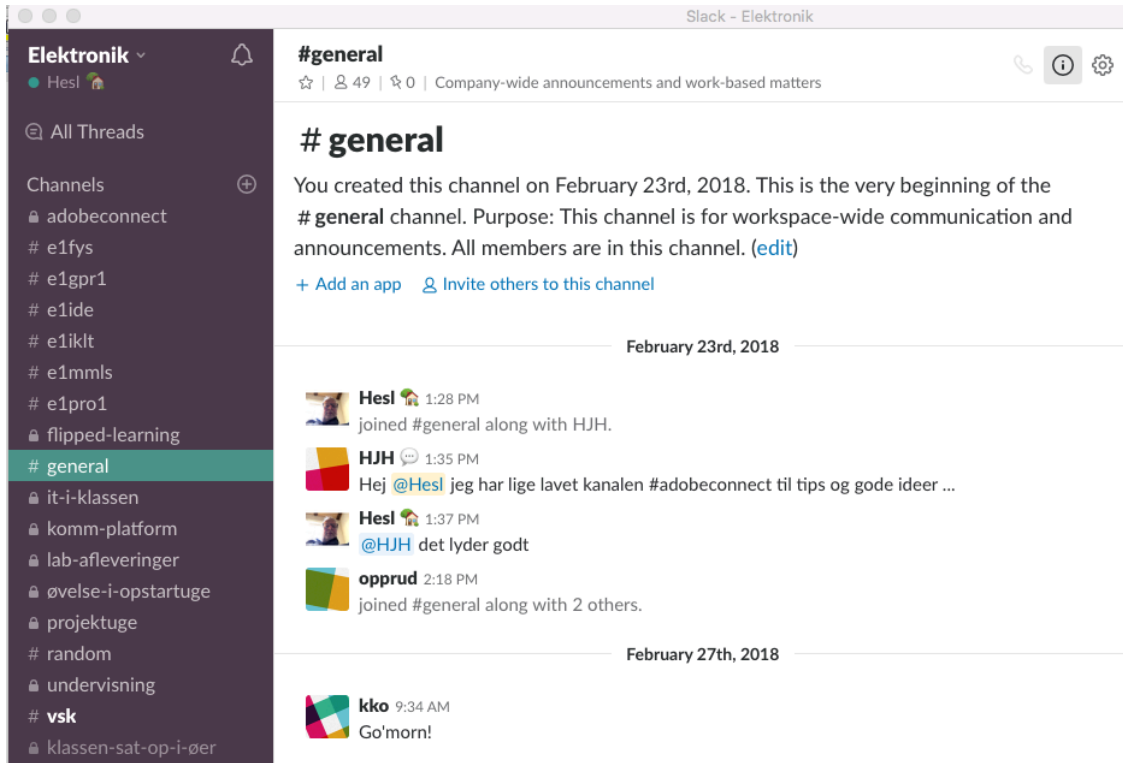 Slack - Elektronik
Elektronik
Hesl
All Threads
Channels
adobeconnect
# e1fys
# e1gpr1
# e1ide
# e1iklt
# e1mmls
# e1pro1
flipped-learning
# general
it-i-klassen
komm-platform
lab-afleveringer
øvelse-i-opstartuge
projektuge
# random
undervisning
# vsk
klassen-sat-op-i-øer
#general
49 | 0 | Company-wide announcements and work-based matters
# general
You created this channel on February 23rd, 2018. This is the very beginning of the
# general channel. Purpose: This channel is for workspace-wide communication and
announcements. All members are in this channel. (edit)
+ Add an app Invite others to this channel
February 23rd, 2018
Hesl 1:28 PM
joined #general along with HJH.
HJH 1:35 PM
Hej @Hesl jeg har lige lavet kanalen #adobeconnect til tips og gode ideer ...
Hesl 1:37 PM
@HJH det lyder godt
opprud 2:18 PM
joined #general along with 2 others.
February 27th, 2018
kko 9:34 AM
Go'morn!